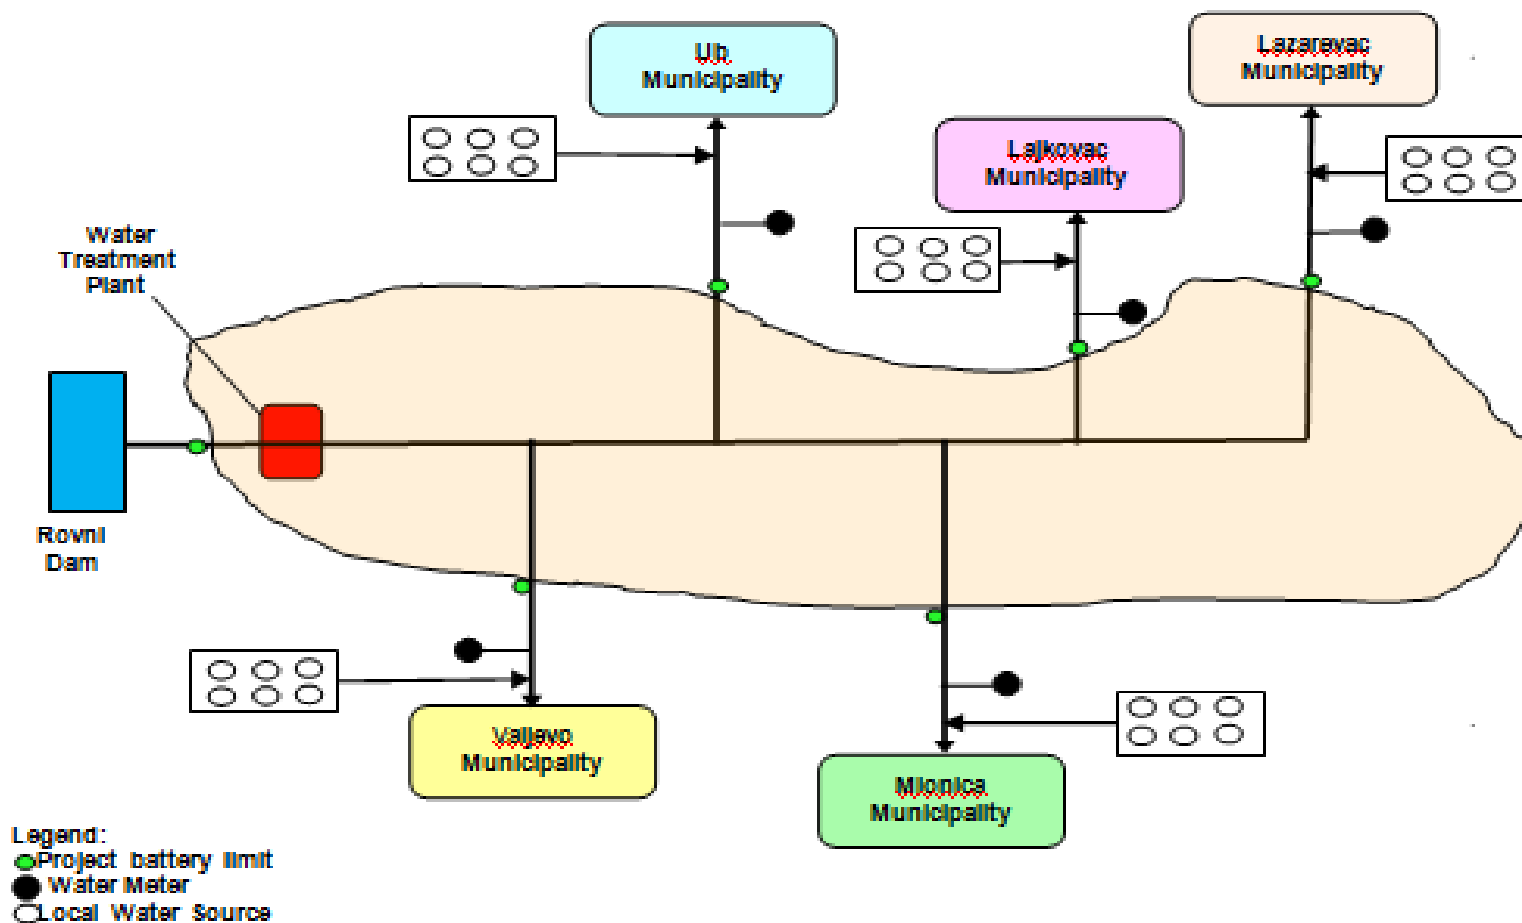 Ub
Municipality
Lazarevac
Municipality
Lajkovac
Municipality
Water
Treatment
Plant
Rovni
Dam
Valjevo
Municipality
Mionica
Municipality
Legend:
Project battery limit
Water Meter
Local Water Source